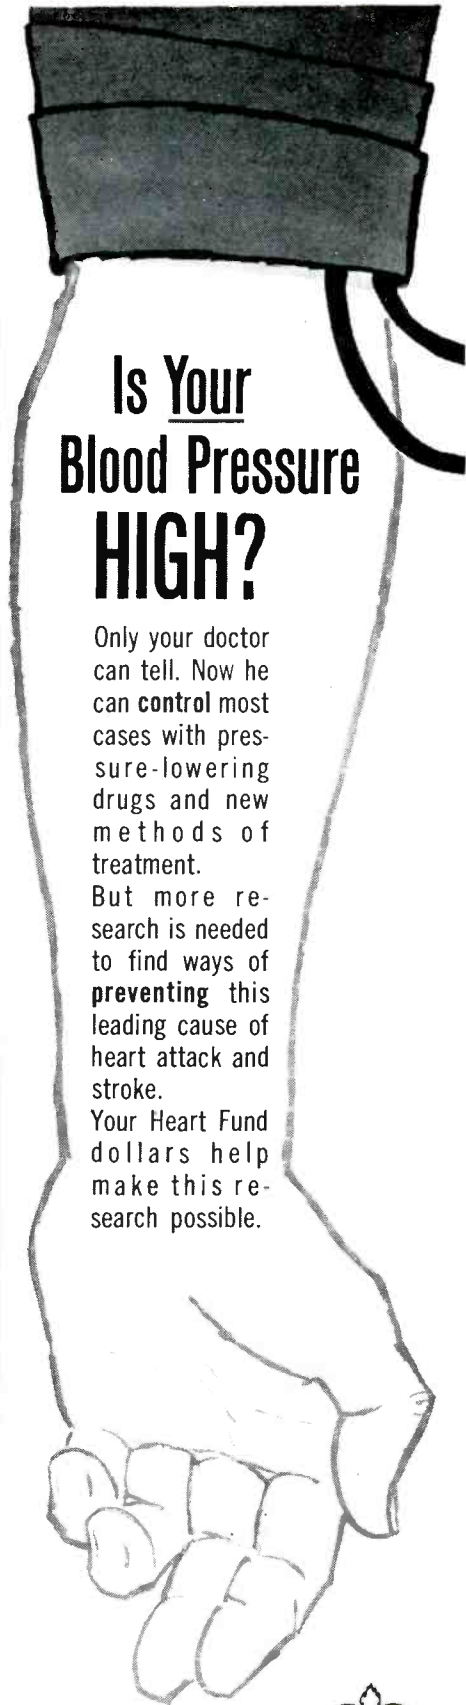 Is Your
Blood Pressure
HIGH?
Only your doctor
can tell. Now he
can control most
cases with pres-
sure-lowering
drugs and new
methods of
treatment.
But more re-
search is needed
to find ways of
preventing this
leading cause of
heart attack and
stroke.
Your Heart Fund
dollars help
make this re-
search possible.